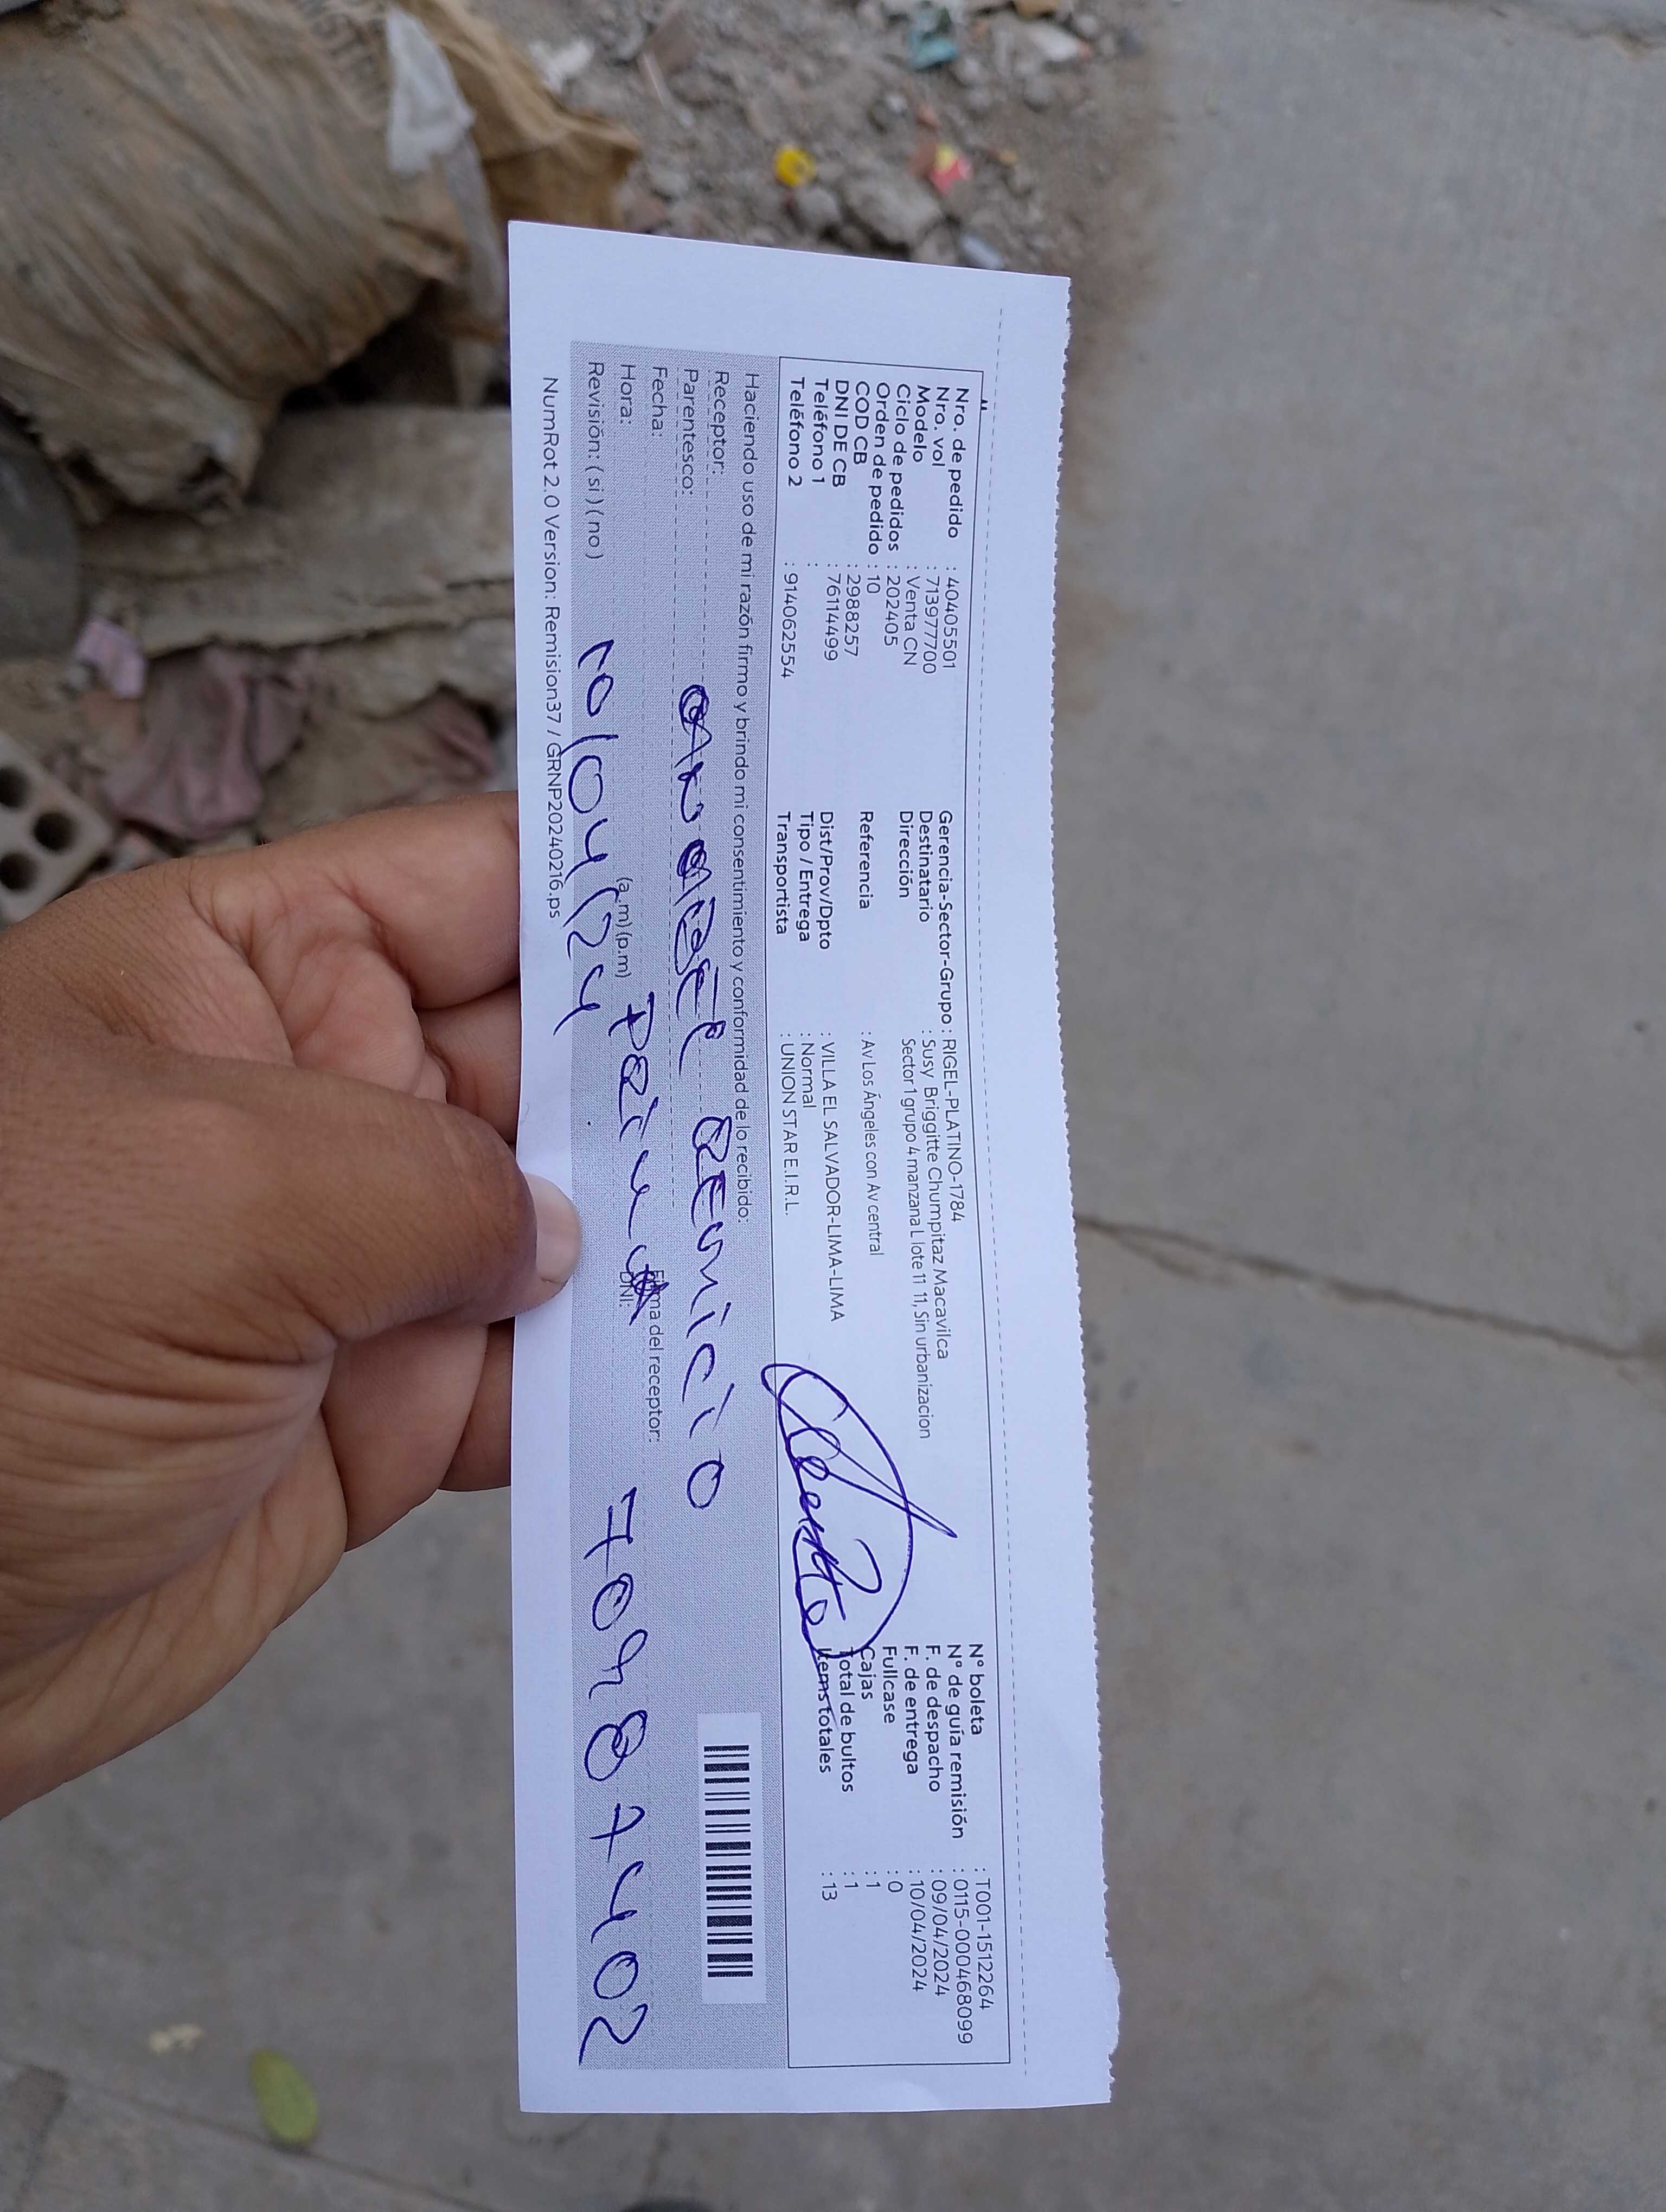 Nro. de pedido : 40405501
Nro. vol : 713977700
Modelo : Venta CN
Ciclo de pedidos : 202405
Orden de pedido : 10
COD CB : 2988257
DNI DE CB : 76114499
Teléfono 1 :
Teléfono 2 : 914062554
Gerencia-Sector-Grupo : RIGEL-PLATINO-1784
Destinatario : Susy Briggitte Chumpitaz Macavilca
Dirección Sector 1 grupo 4 manzana L lote 11 11, Sin urbanizacion
Referencia : Av Los Ángeles con Av central
Dist/Prov/Dpto : VILLA EL SALVADOR-LIMA-LIMA
Tipo / Entrega : Normal
Transportista : UNION STAR E.I.R.L.
N° boleta : T001-1512264
N° de guía remisión : 0115-000468099
F. de despacho : 09/04/2024
F. de entrega : 10/04/2024
Fullcase : 0
Cajas : 1
Total de bultos : 1
Items totales : 13
Haciendo uso de mi razón firmo y brindo mi consentimiento y conformidad de lo recibido:
Receptor:
Parentesco:
Fecha:
Firma del receptor:
Hora: (a.m) (p.m)
DNI:
Revisión: ( si ) ( no )
10/04/24
NumRot 2.0 Version: Remision37 / GRNP20240216.ps